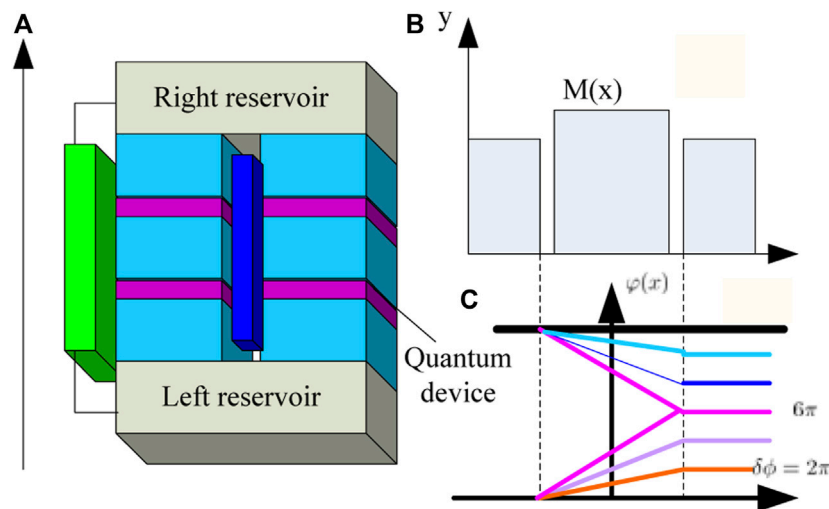 A
Right reservoir
Left reservoir
Quantum
device
B
y
M(x)
C
φ(x)
6π
δϕ = 2π